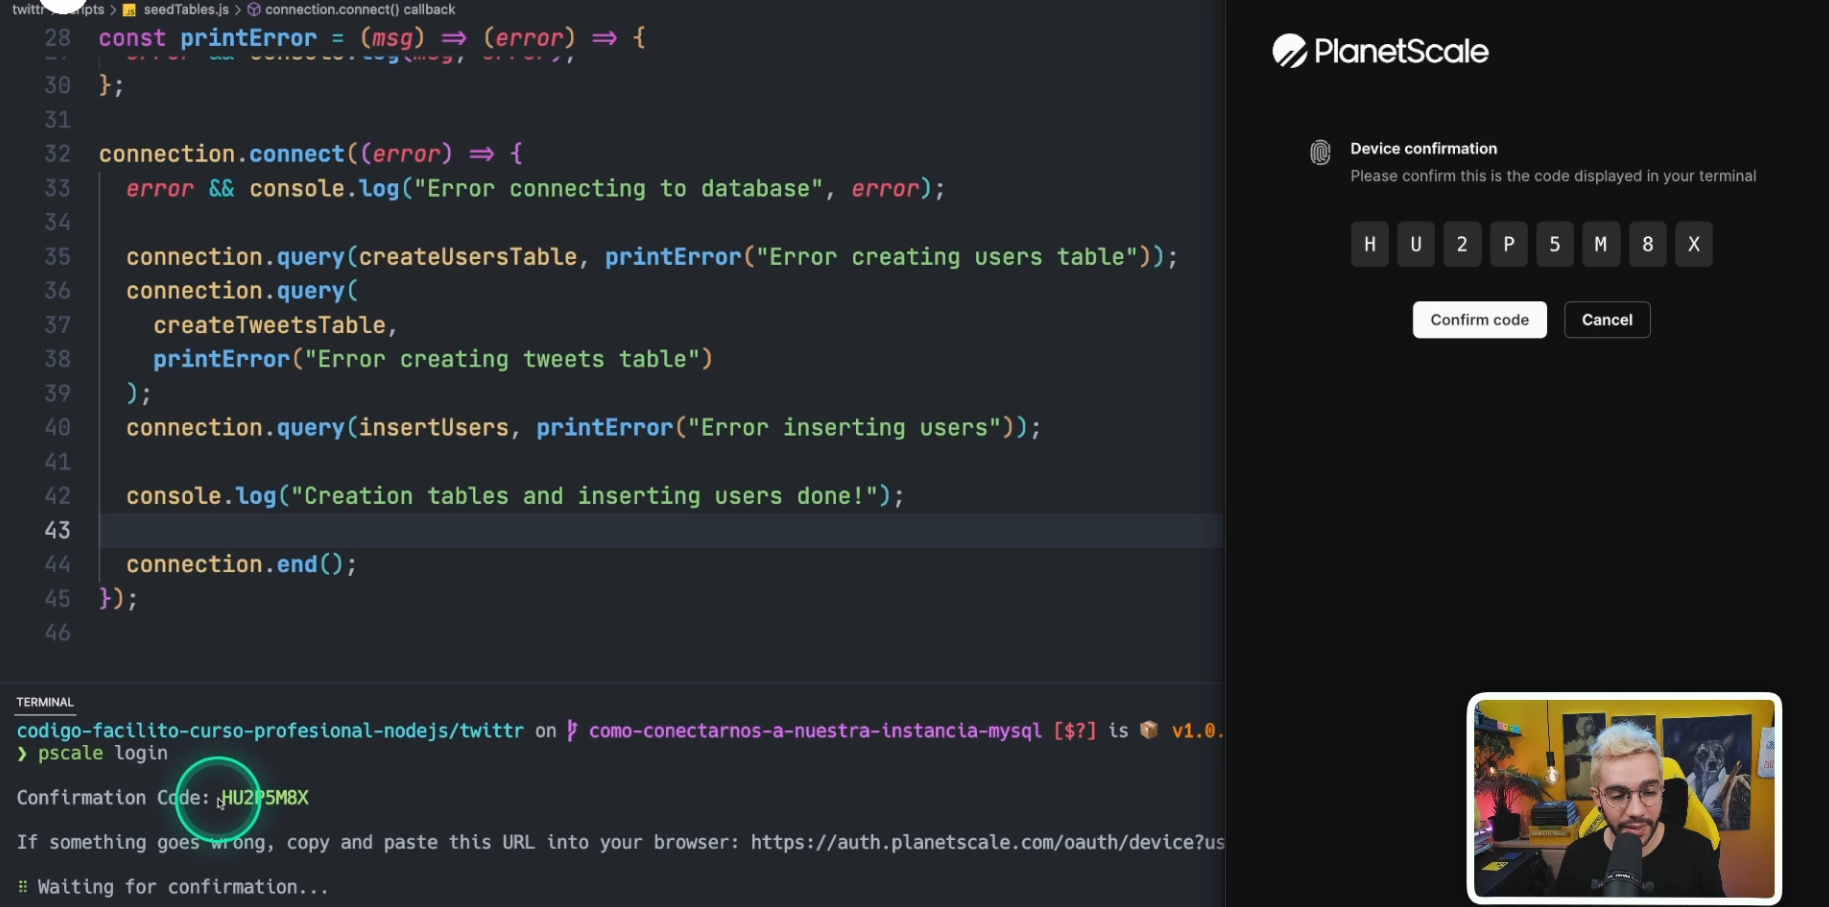 twittr
seedTables.js > connection.connect() callback
28 const printError = (msg) => (error) => {
30 };
31
32 connection.connect((error) => {
33 error && console.log("Error connecting to database", error);
34
35 connection.query(createUsersTable, printError("Error creating users table"));
36 connection.query(
37 createTweetsTable,
38 printError("Error creating tweets table")
39 );
40 connection.query(insertUsers, printError("Error inserting users"));
41
42 console.log("Creation tables and inserting users done!");
43
44 connection.end();
45 });
46
TERMINAL
codigo-facilito-curso-profesional-nodejs/twittr on como-conectarnos-a-nuestra-instancia-mysql [$?] is 📦 v1.0.
❯ pscale login
Confirmation Code: HU2P5M8X
If something goes wrong, copy and paste this URL into your browser: https://auth.planetscale.com/oauth/device?us
Waiting for confirmation...
PlanetScale
Device confirmation
Please confirm this is the code displayed in your terminal
H U 2 P 5 M 8 X
Confirm code Cancel